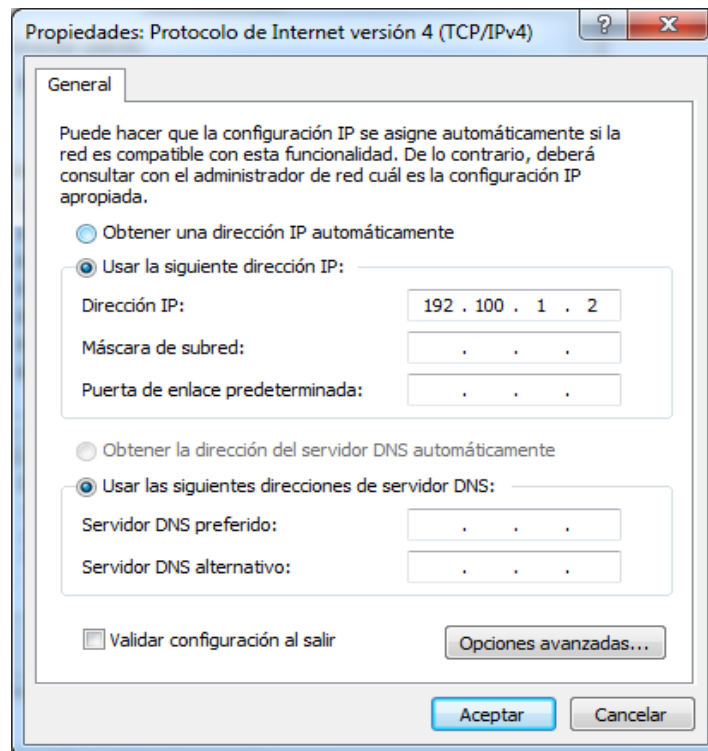 Propiedades: Protocolo de Internet versión 4 (TCP/IPv4)
General
Puede hacer que la configuración IP se asigne automáticamente si la
red es compatible con esta funcionalidad. De lo contrario, deberá
consultar con el administrador de red cuál es la configuración IP
apropiada.
Obtener una dirección IP automáticamente
Usar la siguiente dirección IP:
Dirección IP: 192 . 100 . 1 . 2
Máscara de subred: . . .
Puerta de enlace predeterminada: . . .
Obtener la dirección del servidor DNS automáticamente
Usar las siguientes direcciones de servidor DNS:
Servidor DNS preferido: . . .
Servidor DNS alternativo: . . .
Validar configuración al salir
Opciones avanzadas...
Aceptar Cancelar